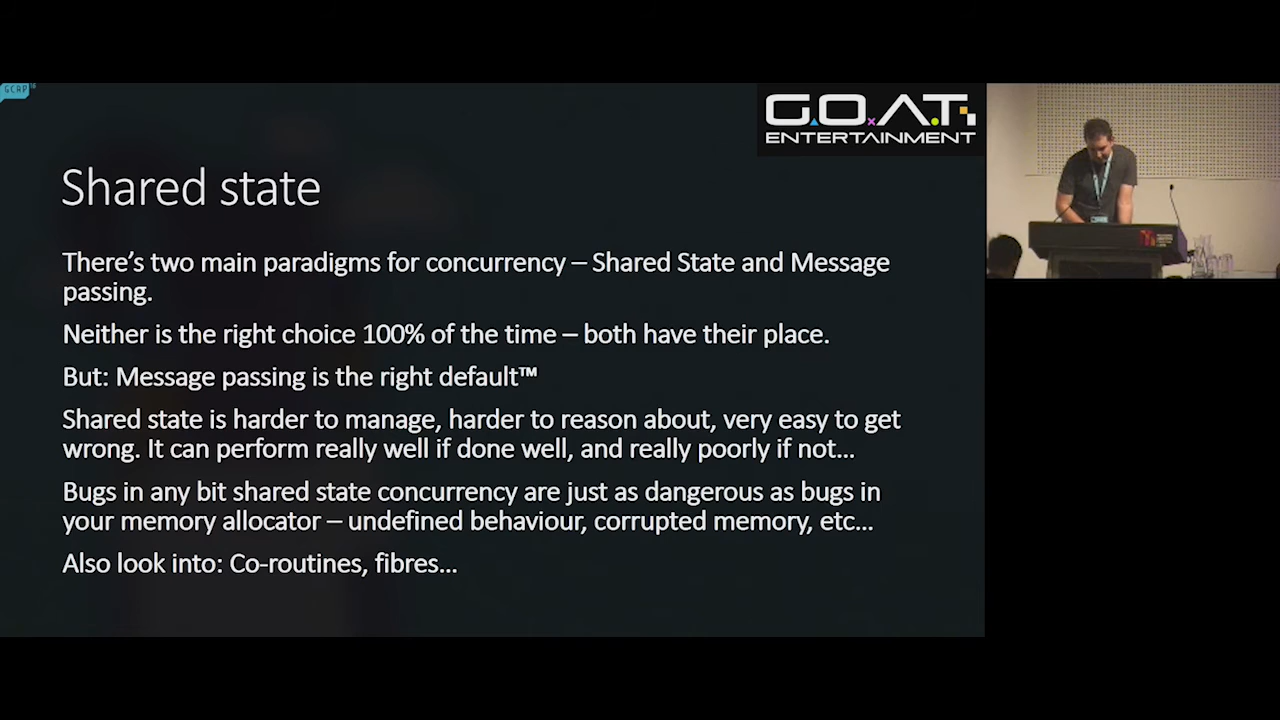 GCAP 18
G.O.A.T.
ENTERTAINMENT
Shared state
There's two main paradigms for concurrency – Shared State and Message
passing.
Neither is the right choice 100% of the time – both have their place.
But: Message passing is the right default™
Shared state is harder to manage, harder to reason about, very easy to get
wrong. It can perform really well if done well, and really poorly if not…
Bugs in any bit shared state concurrency are just as dangerous as bugs in
your memory allocator – undefined behaviour, corrupted memory, etc…
Also look into: Co-routines, fibres…